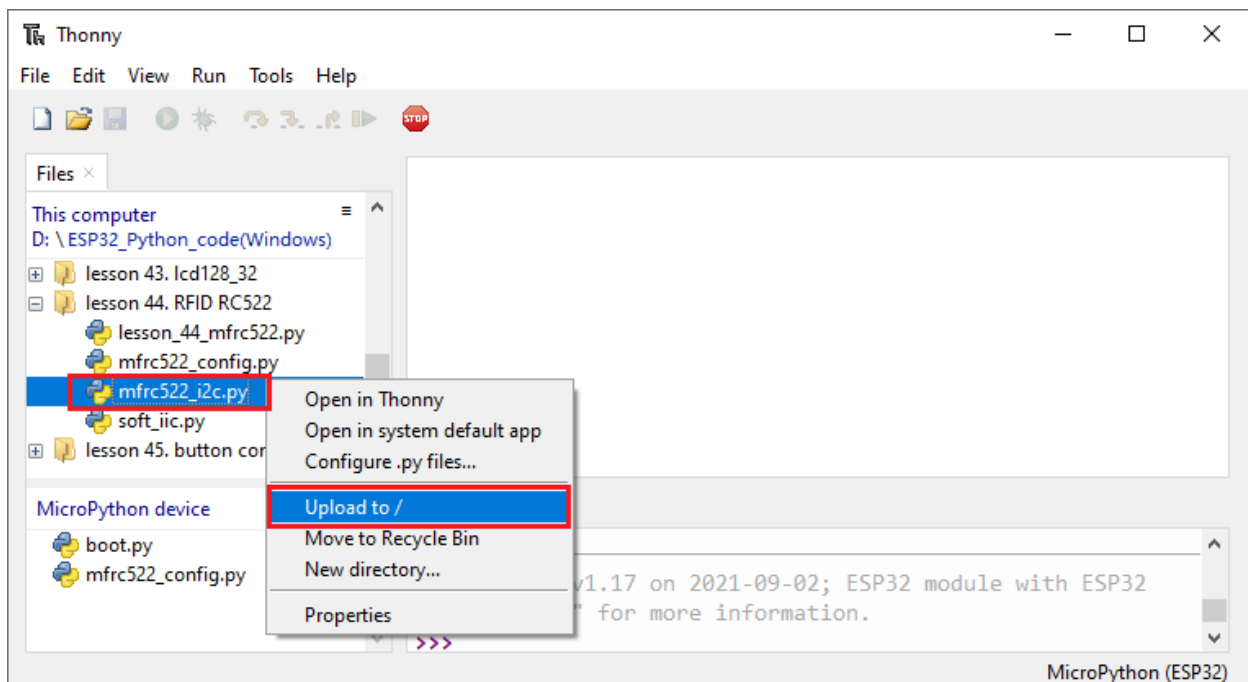 Thonny
File Edit View Run Tools Help
STOP
Files
This computer
D: \ ESP32_Python_code(Windows)
lesson 43. lcd128_32
lesson 44. RFID RC522
lesson_44_mfrc522.py
mfrc522_config.py
mfrc522_i2c.py
soft_iic.py
lesson 45. button cor
Open in Thonny
Open in system default app
Configure .py files...
Upload to /
Move to Recycle Bin
New directory...
Properties
MicroPython device
boot.py
mfrc522_config.py
v1.17 on 2021-09-02; ESP32 module with ESP32
" for more information.
>>>
MicroPython (ESP32)